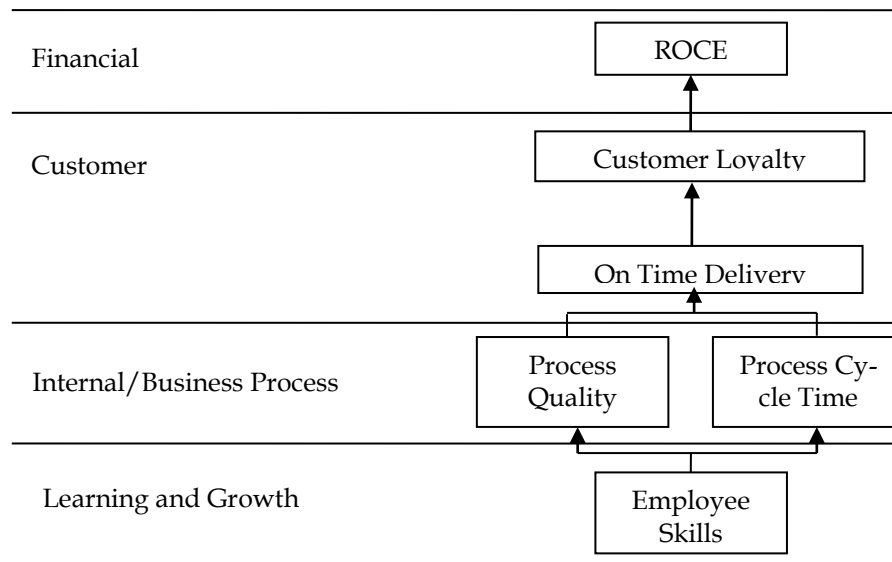 Financial
ROCE
Customer
Customer Loyalty
On Time Delivery
Internal/Business Process
Process
Quality
Process Cy-
cle Time
Learning and Growth
Employee
Skills